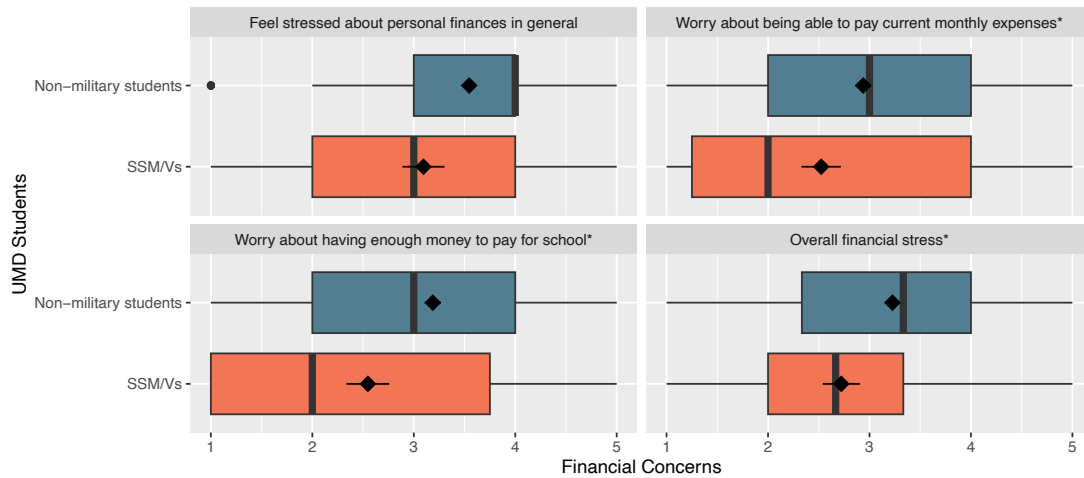 Feel stressed about personal finances in general
Worry about being able to pay current monthly expenses*
Non−military students
SSM/Vs
Worry about having enough money to pay for school*
Overall financial stress*
Non−military students
SSM/Vs
1 2 3 4 5
1 2 3 4 5
Financial Concerns
UMD Students